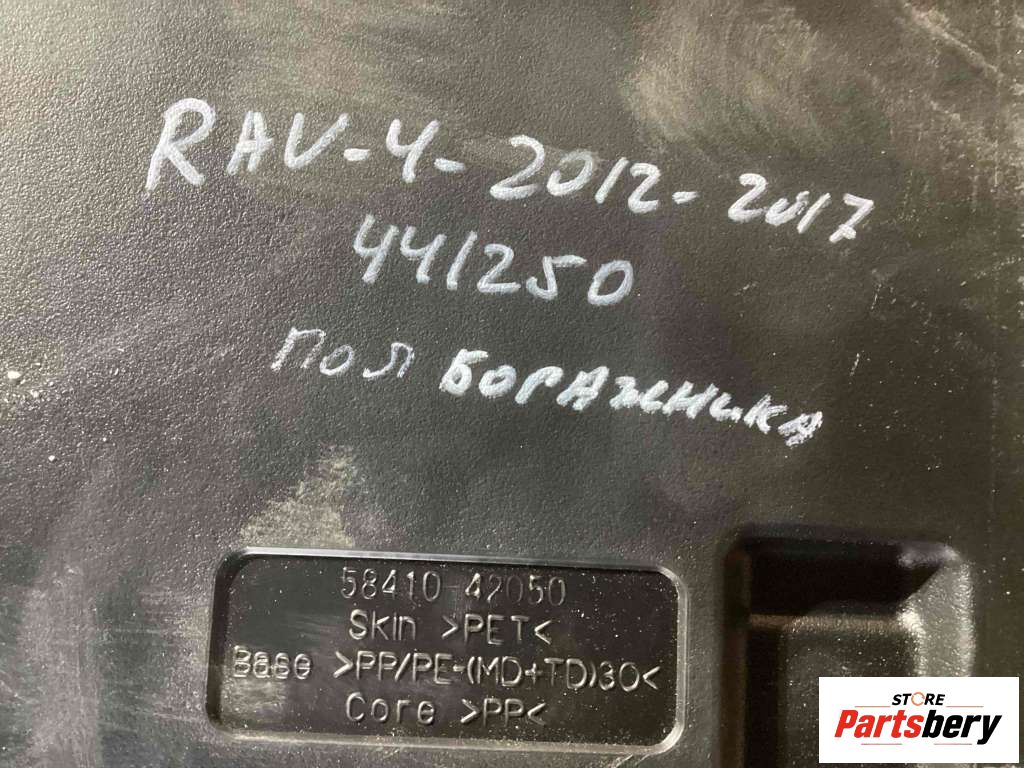 RAV-4-2012-2017
441250
ПОЛ БОГАЖНИКА
58410-42050
Skin >PET<
Base >PP/PE-(MD+TD)30<
Core >PP<
STORE
Partsbery